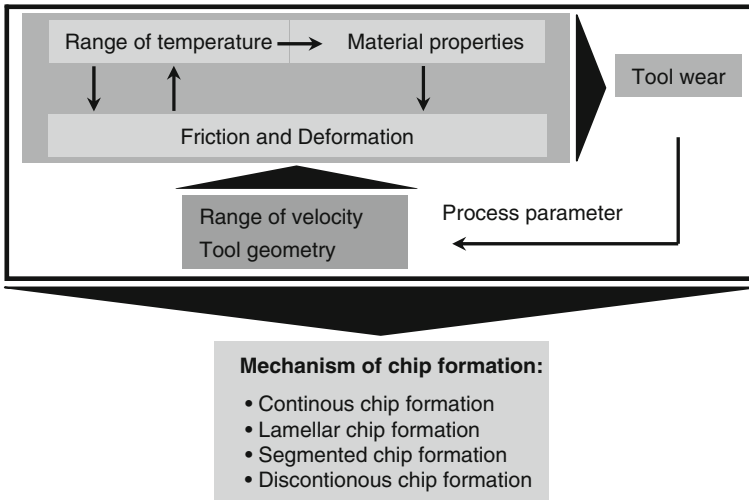 Range of temperature
Material properties
Tool wear
Friction and Deformation
Range of velocity
Tool geometry
Process parameter
Mechanism of chip formation:
• Continous chip formation
• Lamellar chip formation
• Segmented chip formation
• Discontionous chip formation